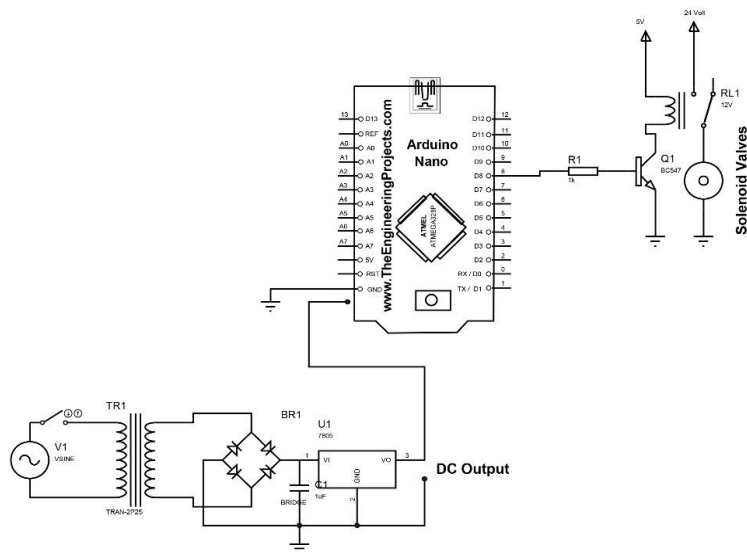 5V
24 Volt
RL1
12V
Q1
BC547
R1
1k
Solenoid Valves
Arduino
Nano
www.TheEngineeringProjects.com
ATMEL
ATMEGA328P
13 D13
REF
A0 A0
A1 A1
A2 A2
A3 A3
A4 A4
A5 A5
A6 A6
A7 A7
5V
RST
GND
D12 12
D11 11
D10 10
D9 9
D8 8
D7 7
D6 6
D5 5
D4 4
D3 3
D2 2
RX / D0 0
TX / D1 1
TR1
TRAN-2P2S
V1
VSINE
BR1
BRIDGE
U1
7805
1 VI
VO 3
GND
2
C1
1uF
DC Output